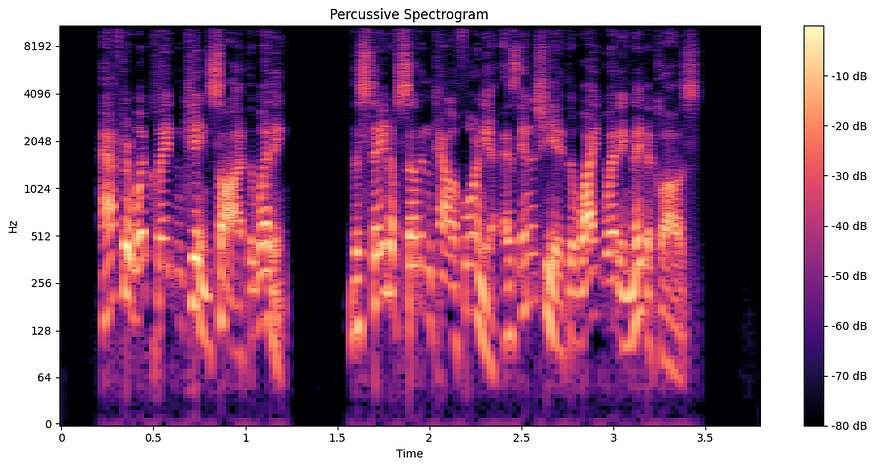 Percussive Spectrogram
8192
4096
2048
1024
512
256
128
64
0
Hz
0
0.5
1
1.5
2
2.5
3
3.5
Time
-10 dB
-20 dB
-30 dB
-40 dB
-50 dB
-60 dB
-70 dB
-80 dB